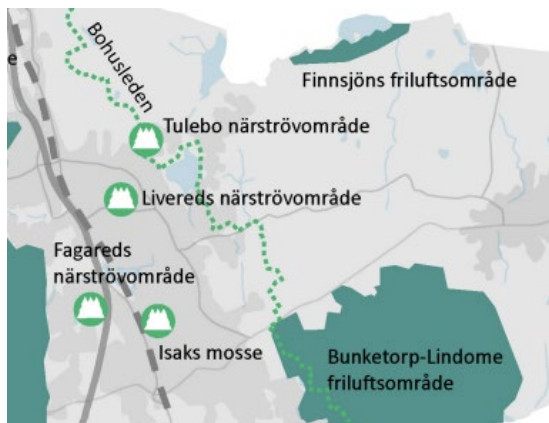 Bohusleden
e
Finnsjöns friluftsområde
Tulebo närströvområde
Livereds närströvområde
Fagareds
närströvområde
Isaks mosse
Bunketorp-Lindome
friluftsområde